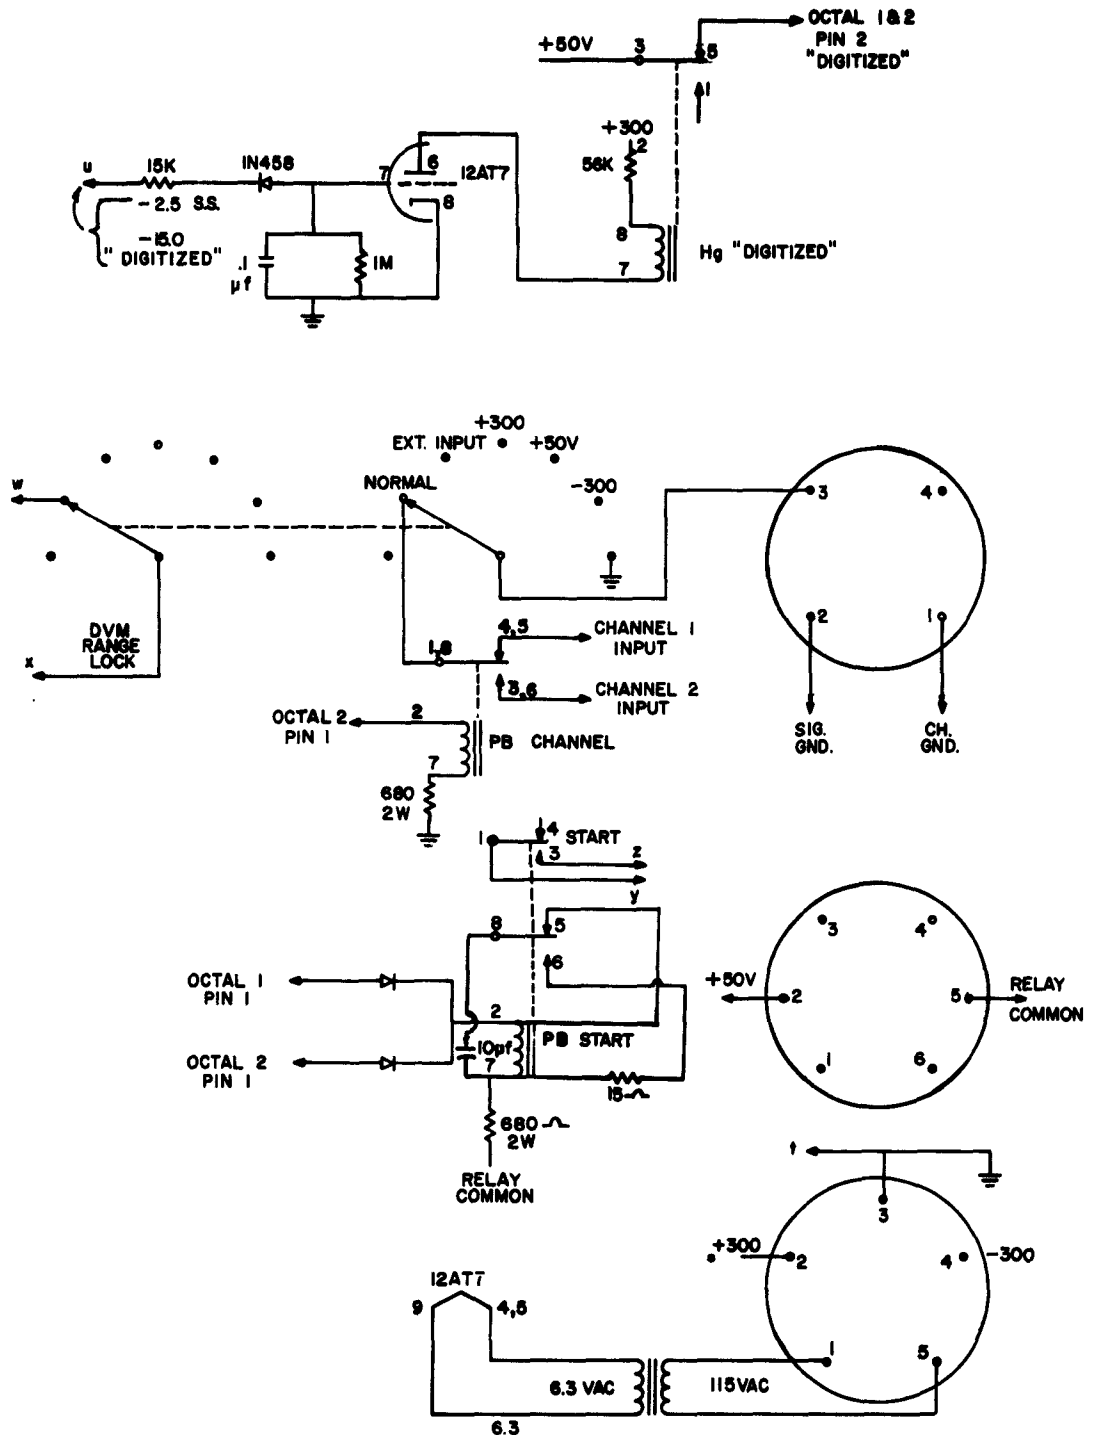 OCTAL 1 & 2
PIN 2
"DIGITIZED"
+50V
3
5
1
+300
2
56K
8
7
Hg "DIGITIZED"
u
15K
1N458
7
6
12AT7
8
-2.5 S.S.
-15.0
"DIGITIZED"
.1
µf
1M
+300
EXT. INPUT
+50V
NORMAL
-300
w
x
DVM
RANGE
LOCK
3
4
2
1
SIG.
GND.
CH.
GND.
4,5
CHANNEL 1
INPUT
1,8
3,6
CHANNEL 2
INPUT
OCTAL 2
PIN 1
2
PB CHANNEL
7
680
2W
1
4
START
3
z
y
8
5
6
OCTAL 1
PIN 1
2
PB START
10pf
7
OCTAL 2
PIN 1
15
680
2W
RELAY
COMMON
3
4
+50V
2
5
RELAY
COMMON
1
6
t
3
+300
2
4
-300
1
5
12AT7
9
4,5
6.3 VAC
115VAC
6.3